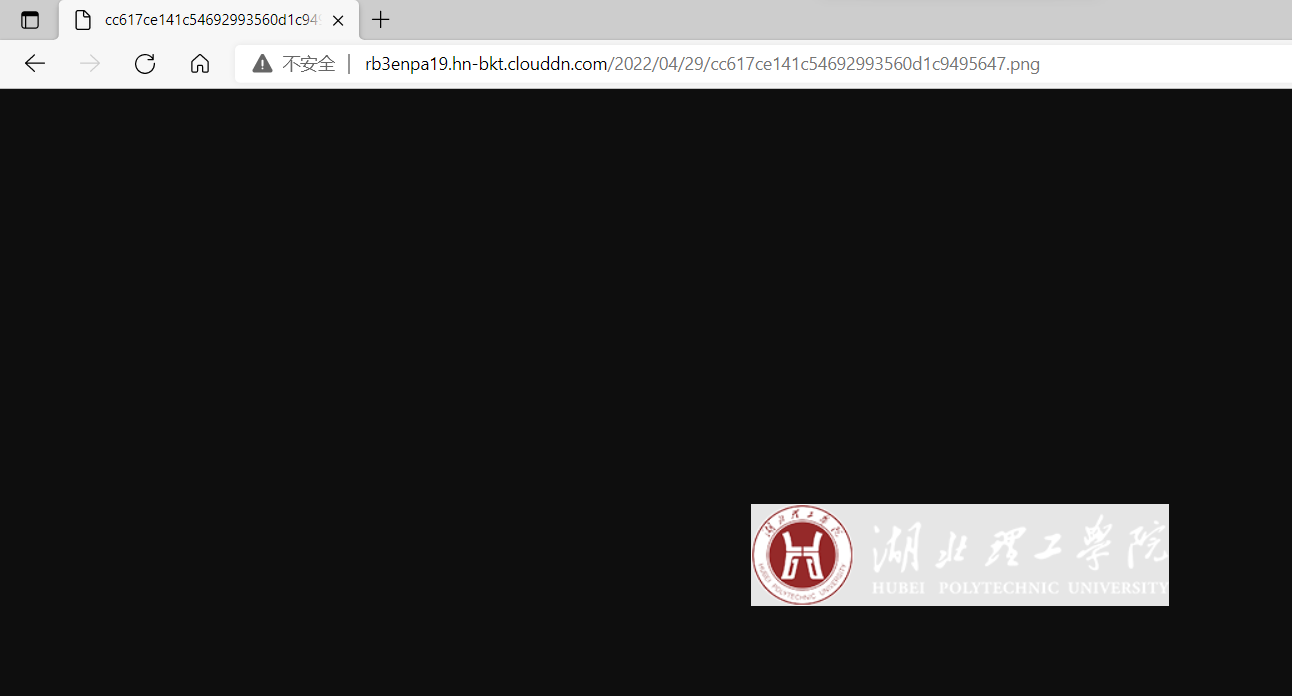 cc617ce141c54692993560d1c949
不安全 | rb3enpa19.hn-bkt.clouddn.com/2022/04/29/cc617ce141c54692993560d1c9495647.png
湖北理工學院
HUBEI POLYTECHNIC UNIVERSITY
湖北理工學院
HUBEI POLYTECHNIC UNIVERSITY